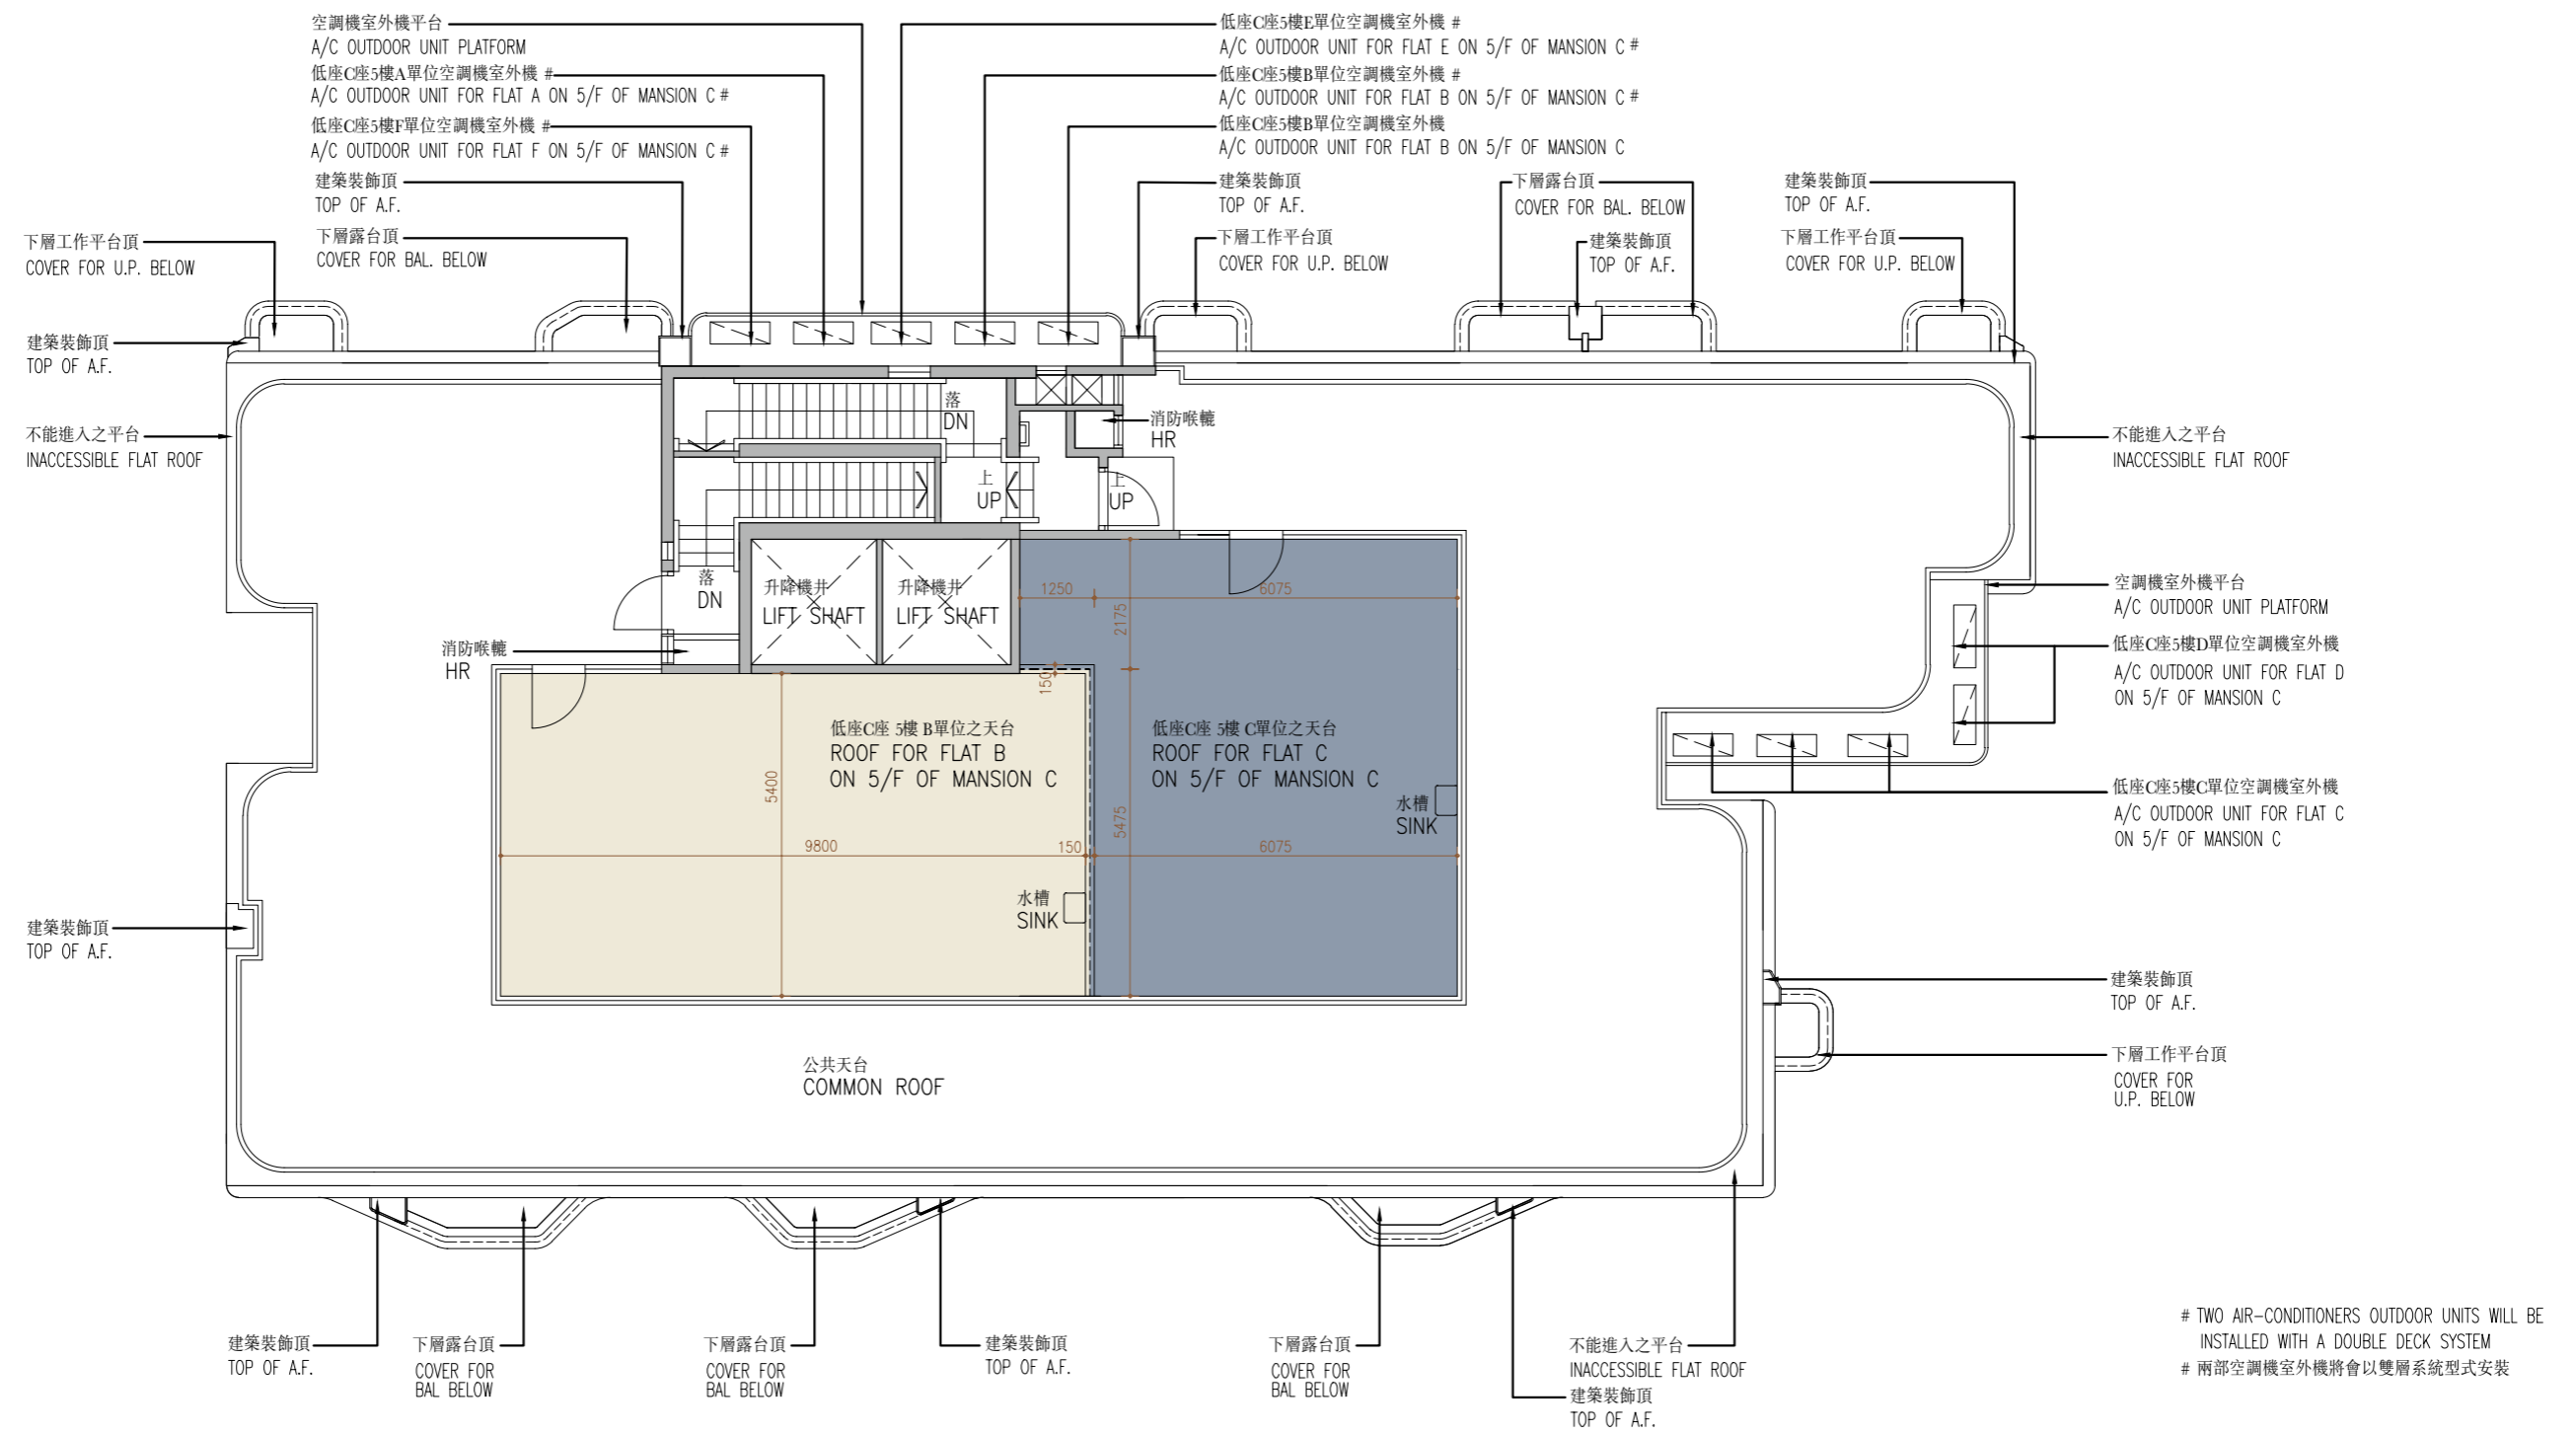 空調機室外機平台
A/C OUTDOOR UNIT PLATFORM
低座C座5樓A單位空調機室外機 #
A/C OUTDOOR UNIT FOR FLAT A ON 5/F OF MANSION C #
低座C座5樓F單位空調機室外機 #
A/C OUTDOOR UNIT FOR FLAT F ON 5/F OF MANSION C #
低座C座5樓E單位空調機室外機 #
A/C OUTDOOR UNIT FOR FLAT E ON 5/F OF MANSION C #
低座C座5樓B單位空調機室外機 #
A/C OUTDOOR UNIT FOR FLAT B ON 5/F OF MANSION C #
低座C座5樓B單位空調機室外機
A/C OUTDOOR UNIT FOR FLAT B ON 5/F OF MANSION C
建築裝飾頂
TOP OF A.F.
建築裝飾頂
TOP OF A.F.
下層露台頂
COVER FOR BAL. BELOW
建築裝飾頂
TOP OF A.F.
下層工作平台頂
COVER FOR U.P. BELOW
下層露台頂
COVER FOR BAL. BELOW
下層工作平台頂
COVER FOR U.P. BELOW
建築裝飾頂
TOP OF A.F.
下層工作平台頂
COVER FOR U.P. BELOW
建築裝飾頂
TOP OF A.F.
不能進入之平台
INACCESSIBLE FLAT ROOF
落
DN
消防喉轆
HR
不能進入之平台
INACCESSIBLE FLAT ROOF
上
UP
上
UP
落
DN
升降機井
LIFT SHAFT
升降機井
LIFT SHAFT
1250
6075
2175
空調機室外機平台
A/C OUTDOOR UNIT PLATFORM
消防喉轆
HR
150
低座C座5樓D單位空調機室外機
A/C OUTDOOR UNIT FOR FLAT D
ON 5/F OF MANSION C
低座C座 5樓 B單位之天台
ROOF FOR FLAT B
ON 5/F OF MANSION C
低座C座 5樓 C單位之天台
ROOF FOR FLAT C
ON 5/F OF MANSION C
5400
5475
水槽
SINK
低座C座5樓C單位空調機室外機
A/C OUTDOOR UNIT FOR FLAT C
ON 5/F OF MANSION C
9800
150
6075
水槽
SINK
建築裝飾頂
TOP OF A.F.
建築裝飾頂
TOP OF A.F.
公共天台
COMMON ROOF
下層工作平台頂
COVER FOR
U.P. BELOW
建築裝飾頂
TOP OF A.F.
下層露台頂
COVER FOR
BAL BELOW
下層露台頂
COVER FOR
BAL BELOW
建築裝飾頂
TOP OF A.F.
下層露台頂
COVER FOR
BAL BELOW
不能進入之平台
INACCESSIBLE FLAT ROOF
建築裝飾頂
TOP OF A.F.
# TWO AIR-CONDITIONERS OUTDOOR UNITS WILL BE
INSTALLED WITH A DOUBLE DECK SYSTEM
# 兩部空調機室外機將會以雙層系統型式安裝